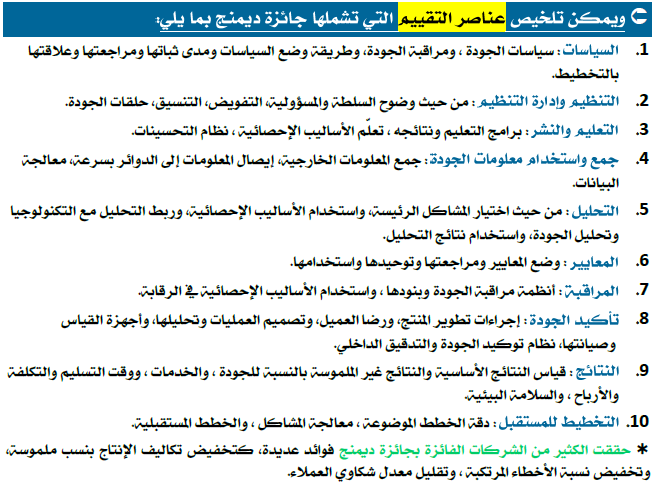 ➲ ويمكن تلخيص عناصر التقييم التي تشملها جائزة ديمنج بما يلي:
1. السياسات : سياسات الجودة ، ومراقبة الجودة، وطريقة وضع السياسات ومدى ثباتها ومراجعتها وعلاقتها
بالتخطيط.
2. التنظيم وإدارة التنظيم : من حيث وضوح السلطة والمسؤولية، التفويض، التنسيق، حلقات الجودة.
3. التعليم والنشر : برامج التعليم ونتائجه ، تعلّم الأساليب الإحصائية ، نظام التحسينات.
4. جمع واستخدام معلومات الجودة : جمع المعلومات الخارجية، إيصال المعلومات إلى الدوائر بسرعة، معالجة
البيانات.
5. التحليل : من حيث اختيار المشاكل الرئيسة، واستخدام الأساليب الإحصائية، وربط التحليل مع التكنولوجيا
وتحليل الجودة، واستخدام نتائج التحليل.
6. المعايير : وضع المعايير ومراجعتها وتوحيدها واستخدامها.
7. المراقبة : أنظمة مراقبة الجودة وبنودها ، واستخدام الأساليب الإحصائية في الرقابة.
8. تأكيد الجودة : إجراءات تطوير المنتج، ورضا العميل، وتصميم العمليات وتحليلها، وأجهزة القياس
وصيانتها، نظام توكيد الجودة والتدقيق الداخلي.
9. النتائج : قياس النتائج الأساسية والنتائج غير الملموسة بالنسبة للجودة ، والخدمات ، ووقت التسليم والتكلفة
والأرباح ، والسلامة البيئية.
10. التخطيط للمستقبل : دقة الخطط الموضوعة ، معالجة المشاكل ، والخطط المستقبلية.
* حققت الكثير من الشركات الفائزة بجائزة ديمنج فوائد عديدة، كتخفيض تكاليف الإنتاج بنسب ملموسة،
وتخفيض نسبة الأخطاء المرتكبة ، وتقليل معدل شكاوي العملاء.